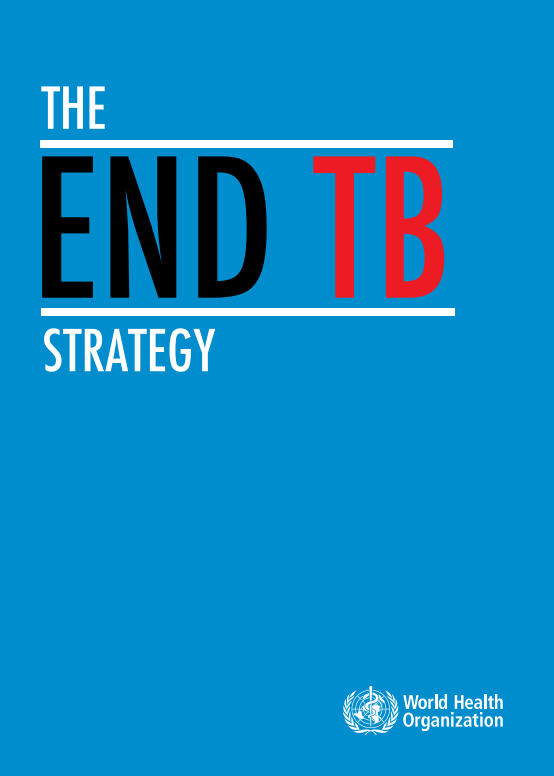 THE
END TB
STRATEGY
World Health
Organization